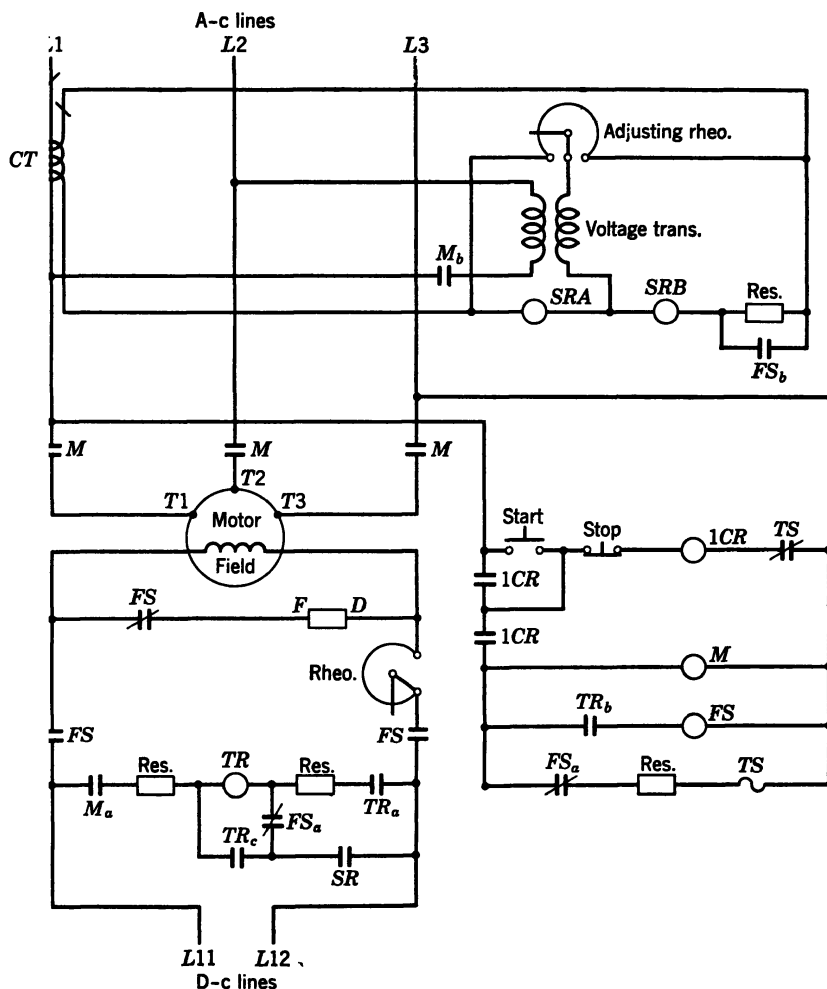 A-c lines
L1 L2 L3
Adjusting rheo.
CT
Voltage trans.
M_b
SRA SRB Res.
FS_b
M M M
T2
T1 T3
Motor
Field
Start Stop 1CR TS
1CR
FS F D
1CR
Rheo.
M
TR_b FS
FS FS
M_a Res. TR Res. TR_a
FS_a Res. TS
TR_c FS_a
SR
L11 L12
D-c lines